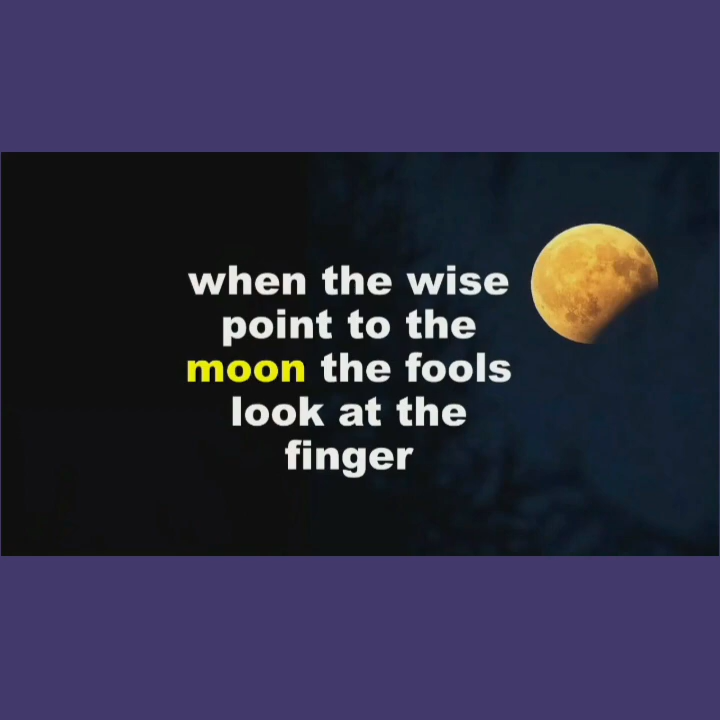 when the wise
point to the
moon the fools
look at the
finger